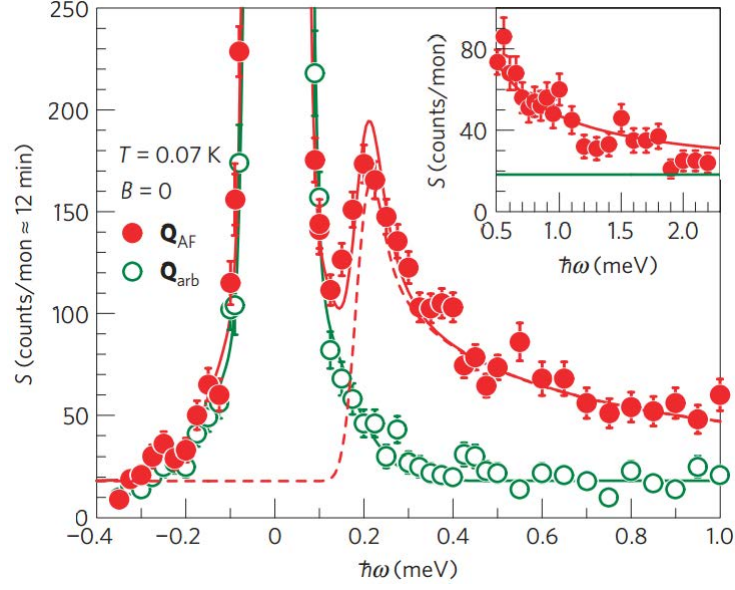 250
200
150
100
50
0
S (counts/mon ≈ 12 min)
T = 0.07 K
B = 0
Q_AF
Q_arb
−0.4 −0.2 0 0.2 0.4 0.6 0.8 1.0
ħω (meV)
80
40
0
S (counts/mon)
0.5 1.0 1.5 2.0
ħω (meV)